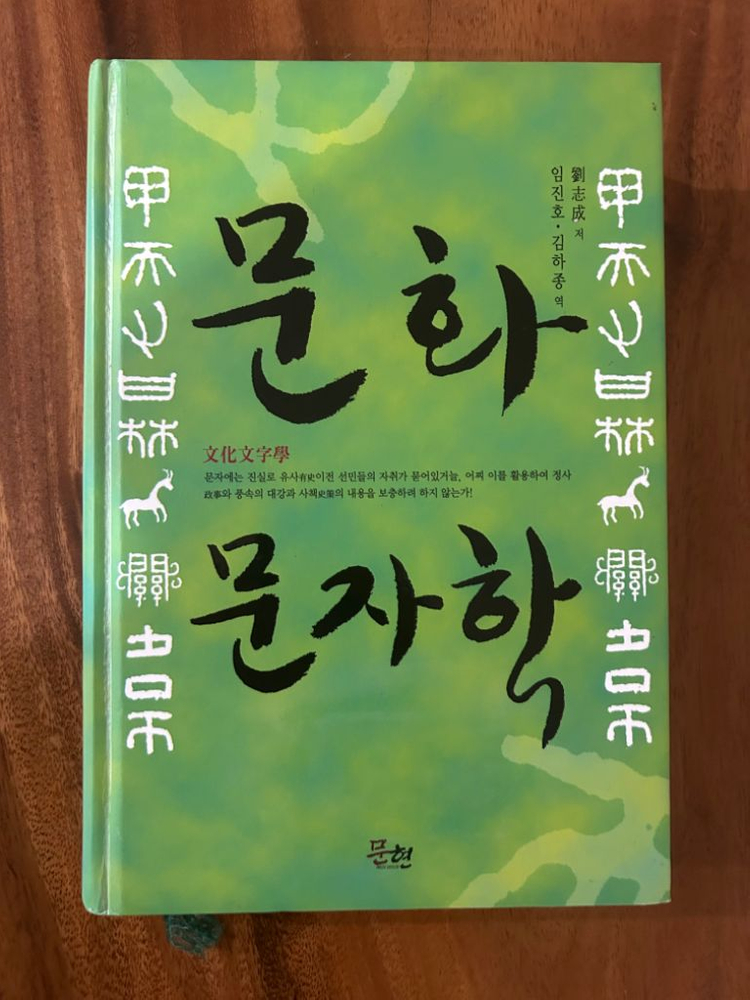 劉志成 저
임진호·김하종 역
문화
文化文字學
문자에는 진실로 유사有史이전 선민들의 자취가 묻어있거늘, 어찌 이를 활용하여 정사
政事와 풍속의 대강과 사책史策의 내용을 보충하려 하지 않는가!
문자학
문현